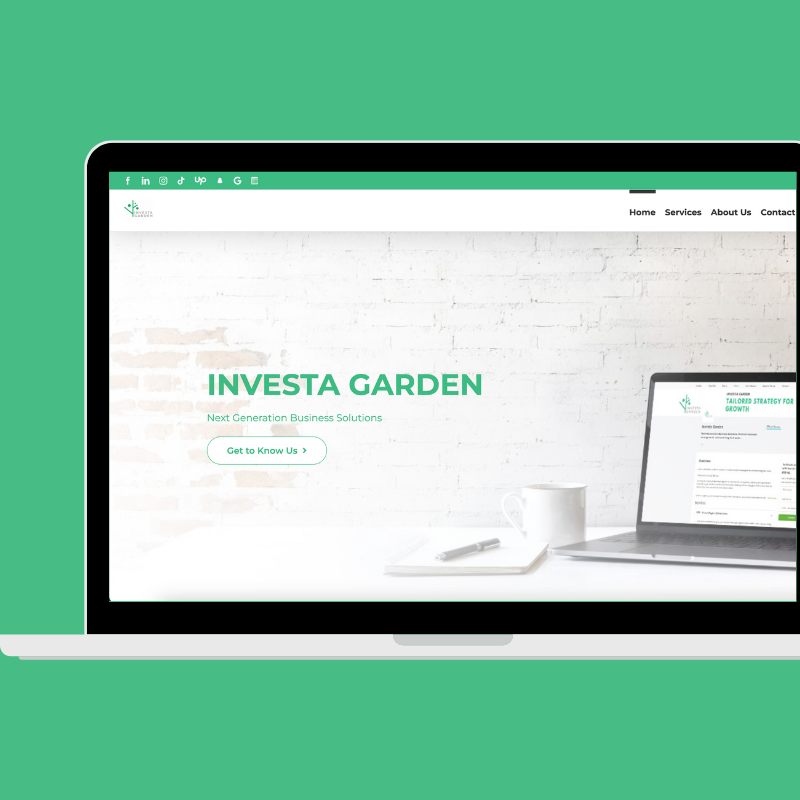 up
G
INVESTA
GARDEN
Home Services About Us Contact
INVESTA GARDEN
Next Generation Business Solutions
Get to Know Us
INVESTA GARDEN
TAILORED STRATEGY FOR
GROWTH